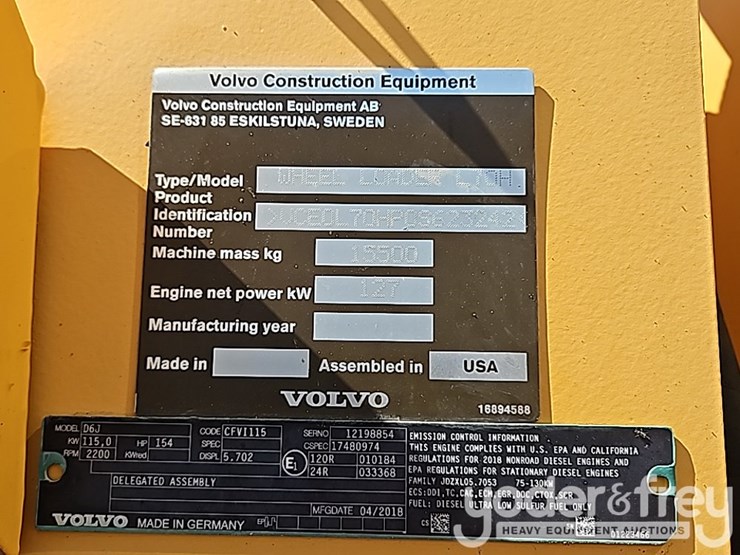 Volvo Construction Equipment
Volvo Construction Equipment AB
SE-631 85 ESKILSTUNA, SWEDEN
Type/Model WHEEL LOADER L70H
Product
Identification
Number
Machine mass kg 15500
Engine net power kW 127
Manufacturing year
Made in Assembled in USA
VOLVO
16894588
MODEL D6J CODE CFVI115 SERNO 12198854
KW 115,0 HP 154 SPEC CSPEC 17480974
RPM 2200 KWred DISPL 5.702 E1 120R 010184
24R 033368
DELEGATED ASSEMBLY
MFGDATE 04/2018
VOLVO MADE IN GERMANY
EMISSION CONTROL INFORMATION
THIS ENGINE COMPLIES WITH U.S. EPA AND CALIFORNIA
REGULATIONS FOR 2018 NONROAD DIESEL ENGINES AND
EPA REGULATIONS FOR STATIONARY DIESEL ENGINES
FAMILY JDZXL05.7053 75-130KW
ECS:DDI,TC,CAC,ECM,EGR,DOC,CTOX,SCR
FUEL: DIESEL ULTRA LOW SULFUR FUEL ONLY
yoder&frey
HEAVY EQUIPMENT AUCTIONS